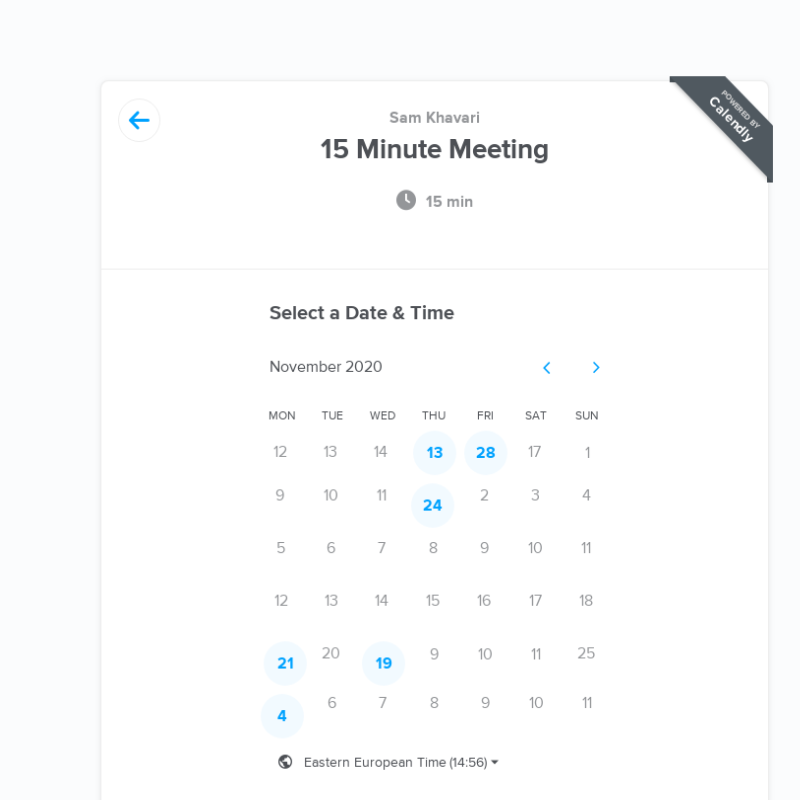 POWERED BY
Calendly
Sam Khavari
15 Minute Meeting
15 min
Select a Date & Time
November 2020
MON TUE WED THU FRI SAT SUN
12 13 14 13 28 17 1
9 10 11 24 2 3 4
5 6 7 8 9 10 11
12 13 14 15 16 17 18
21 20 19 9 10 11 25
4 6 7 8 9 10 11
Eastern European Time (14:56)